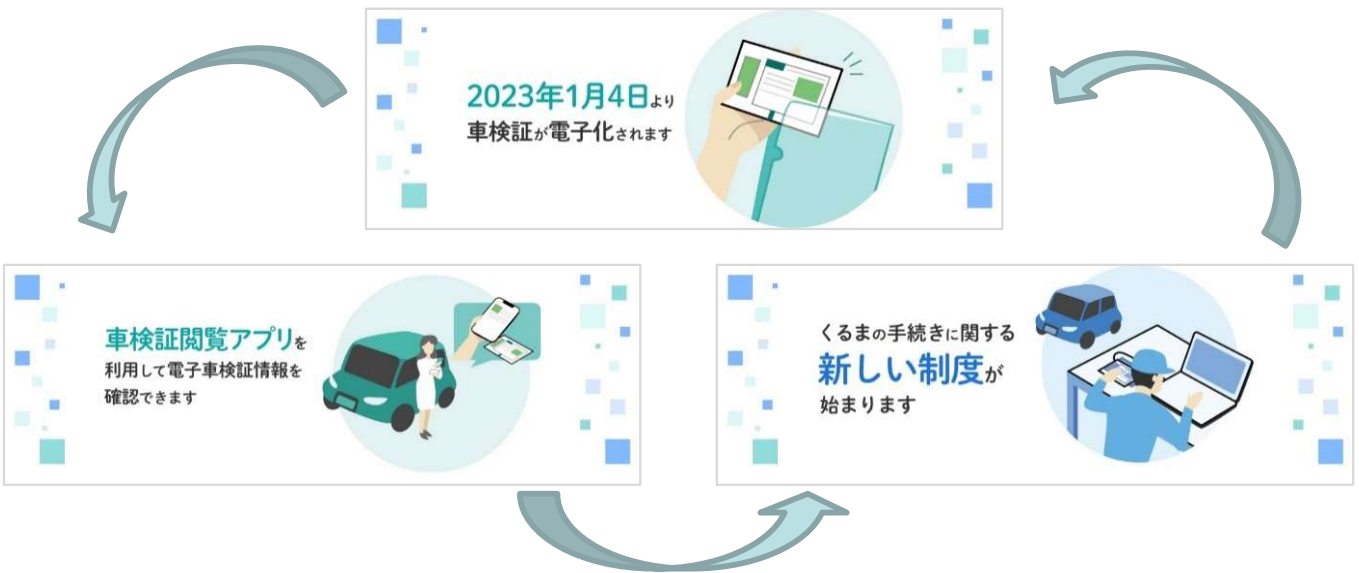 2023年1月4日より
車検証が電子化されます
車検証閲覧アプリを
利用して電子車検証情報を
確認できます
くるまの手続きに関する
新しい制度が
始まります